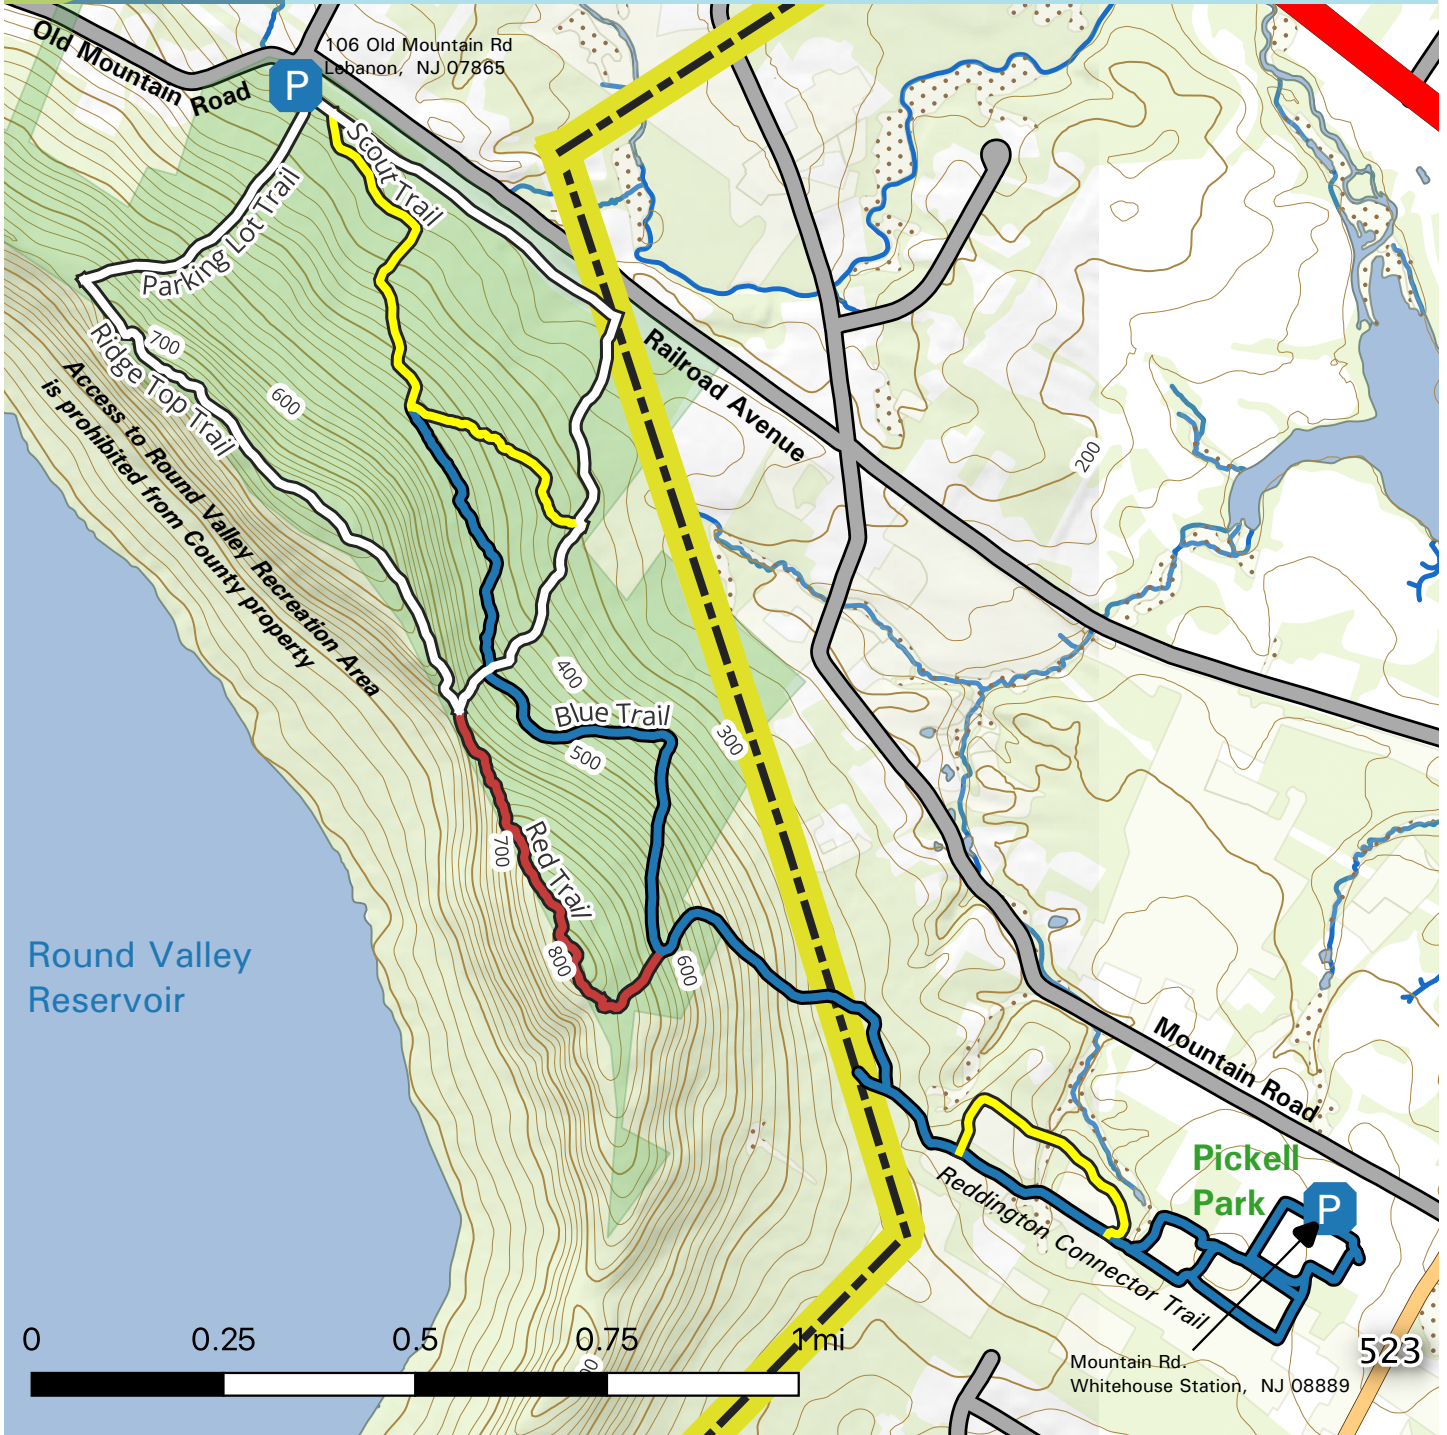 Old Mountain Road
P
106 Old Mountain Rd
Lebanon, NJ 07865
Scout Trail
Parking Lot Trail
Ridge Top Trail
700
600
Access to Round Valley Recreation Area
is prohibited from County property
Railroad Avenue
200
400
Blue Trail
500
300
Red Trail
700
800
600
Round Valley
Reservoir
Mountain Road
Pickell
Park
P
Reddington Connector Trail
Mountain Rd.
Whitehouse Station, NJ 08889
523
0 0.25 0.5 0.75 1 mi